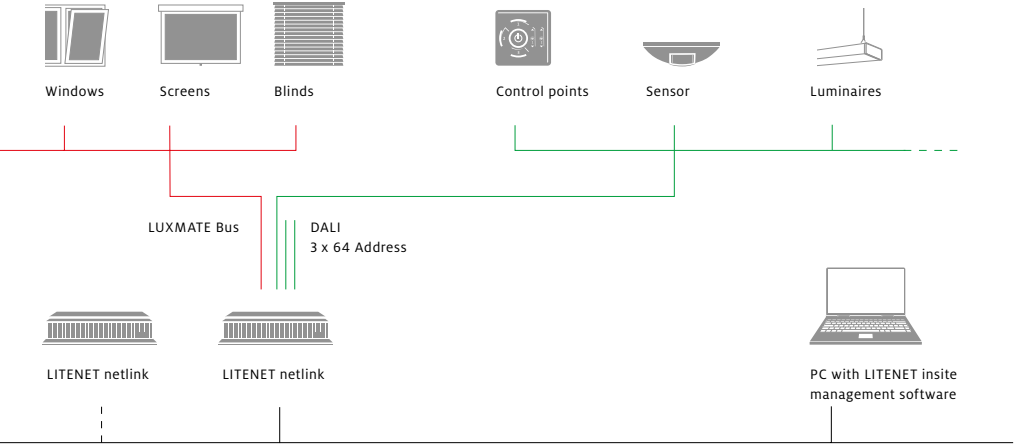 Windows
Screens
Blinds
Control points
Sensor
Luminaires
LUXMATE Bus
DALI
3 x 64 Address
LITENET netlink
LITENET netlink
PC with LITENET insite
management software